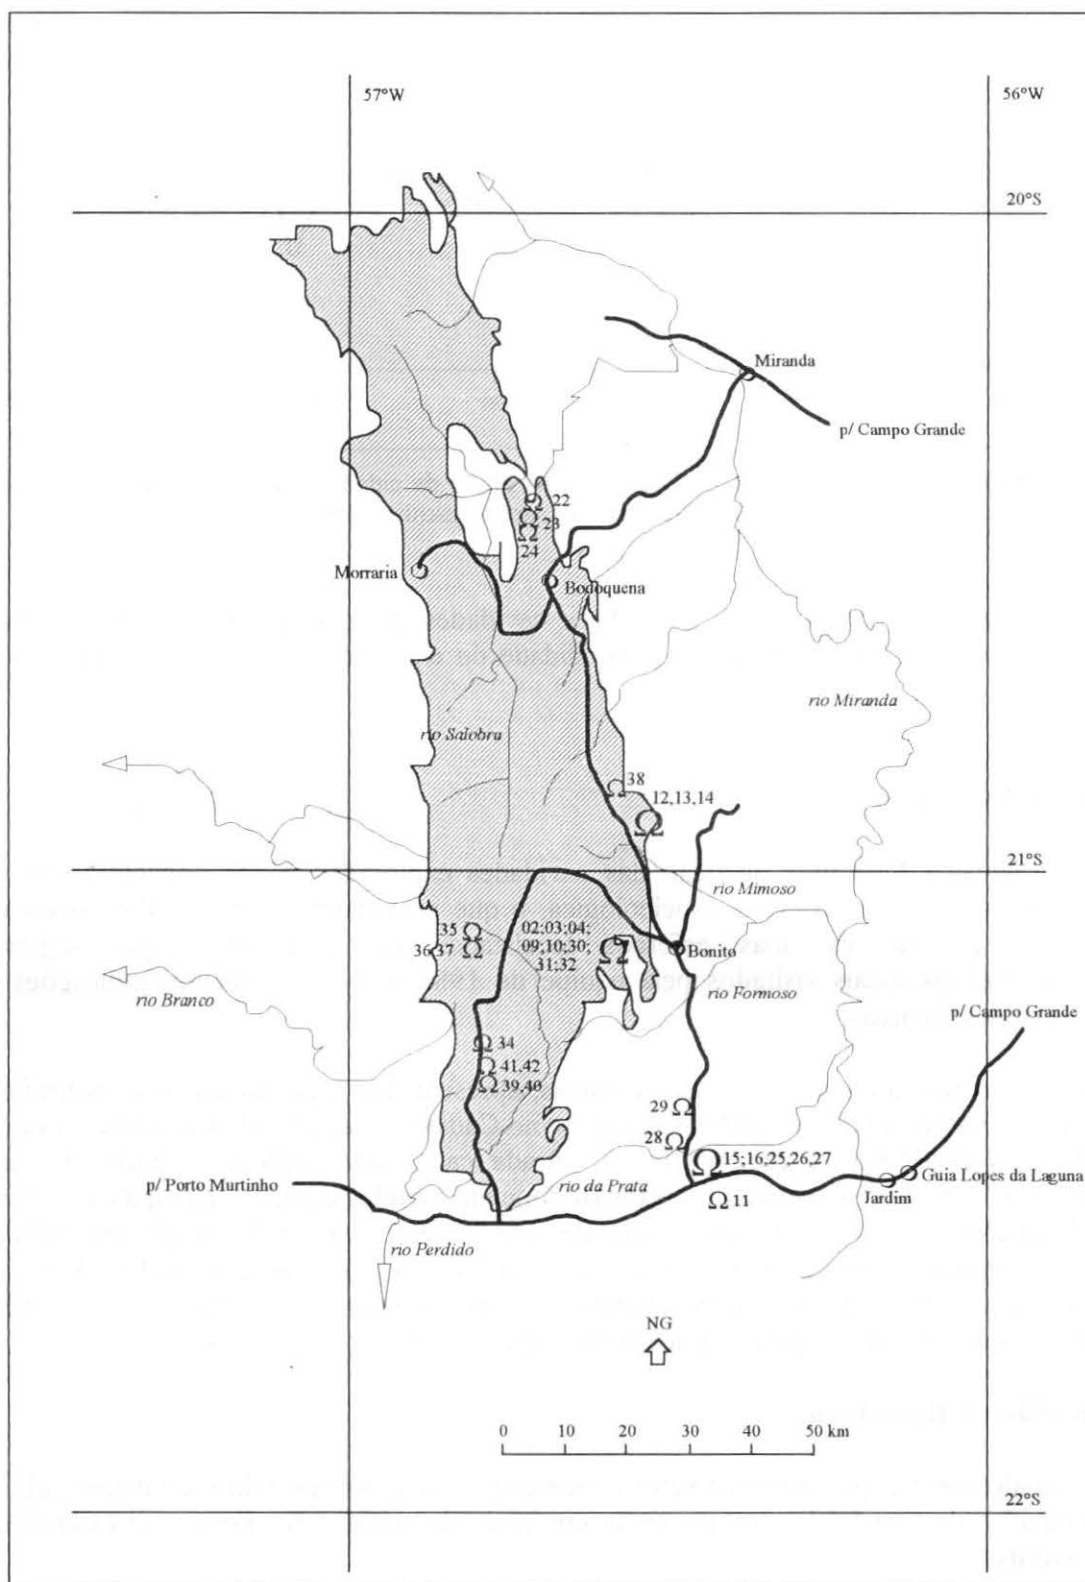 57°W
56°W
20°S
Miranda
p/ Campo Grande
22
23
24
Morraria
Bodoquena
rio Miranda
rio Salobra
38
12,13,14
21°S
rio Mimoso
35
36,37
02;03;04;
09;10;30;
31;32
Bonito
rio Branco
rio Formoso
p/ Campo Grande
34
41,42
39,40
29
28
15;16,25,26,27
Guia Lopes da Laguna
p/ Porto Murtinho
rio da Prata
Jardim
11
rio Perdido
NG
0 10 20 30 40 50 km
22°S